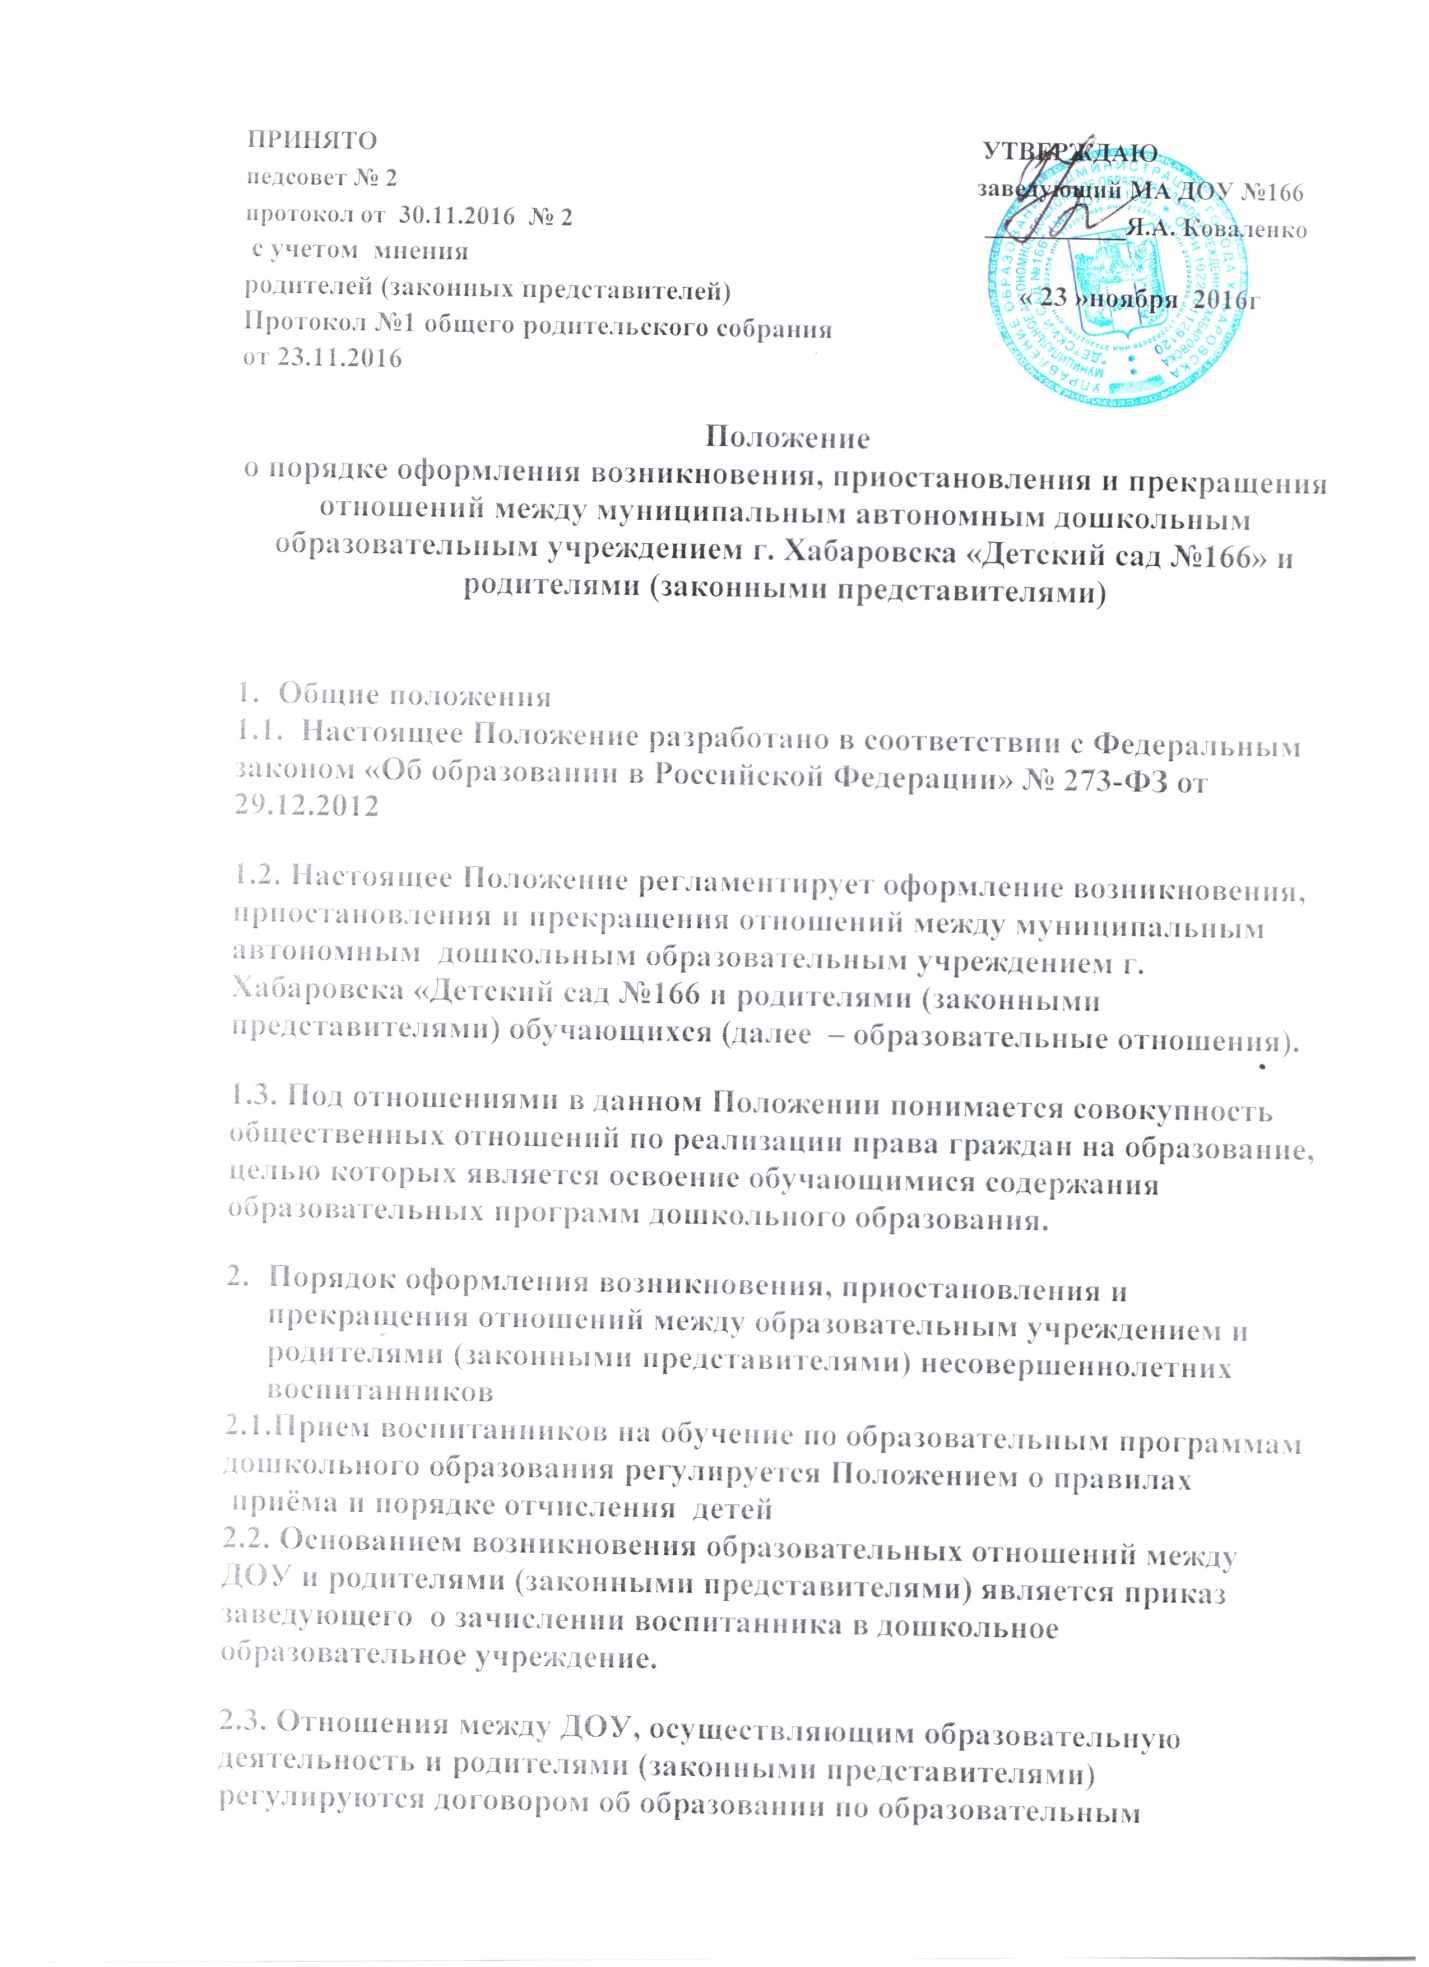 ПРИНЯТО
педсовет № 2
протокол от 30.11.2016 № 2
с учетом мнения
родителей (законных представителей)
Протокол №1 общего родительского собрания
от 23.11.2016
УТВЕРЖДАЮ
заведующий МА ДОУ №166
___________Я.А. Коваленко
« 23 »ноября 2016г
Положение
о порядке оформления возникновения, приостановления и прекращения
отношений между муниципальным автономным дошкольным
образовательным учреждением г. Хабаровска «Детский сад №166» и
родителями (законными представителями)
1. Общие положения
1.1. Настоящее Положение разработано в соответствии с Федеральным
законом «Об образовании в Российской Федерации» № 273-ФЗ от
29.12.2012
1.2. Настоящее Положение регламентирует оформление возникновения,
приостановления и прекращения отношений между муниципальным
автономным дошкольным образовательным учреждением г.
Хабаровска «Детский сад №166 и родителями (законными
представителями) обучающихся (далее – образовательные отношения).
1.3. Под отношениями в данном Положении понимается совокупность
общественных отношений по реализации права граждан на образование,
целью которых является освоение обучающимися содержания
образовательных программ дошкольного образования.
2. Порядок оформления возникновения, приостановления и
прекращения отношений между образовательным учреждением и
родителями (законными представителями) несовершеннолетних
воспитанников
2.1.Прием воспитанников на обучение по образовательным программам
дошкольного образования регулируется Положением о правилах
приёма и порядке отчисления детей
2.2. Основанием возникновения образовательных отношений между
ДОУ и родителями (законными представителями) является приказ
заведующего о зачислении воспитанника в дошкольное
образовательное учреждение.
2.3. Отношения между ДОУ, осуществляющим образовательную
деятельность и родителями (законными представителями)
регулируются договором об образовании по образовательным